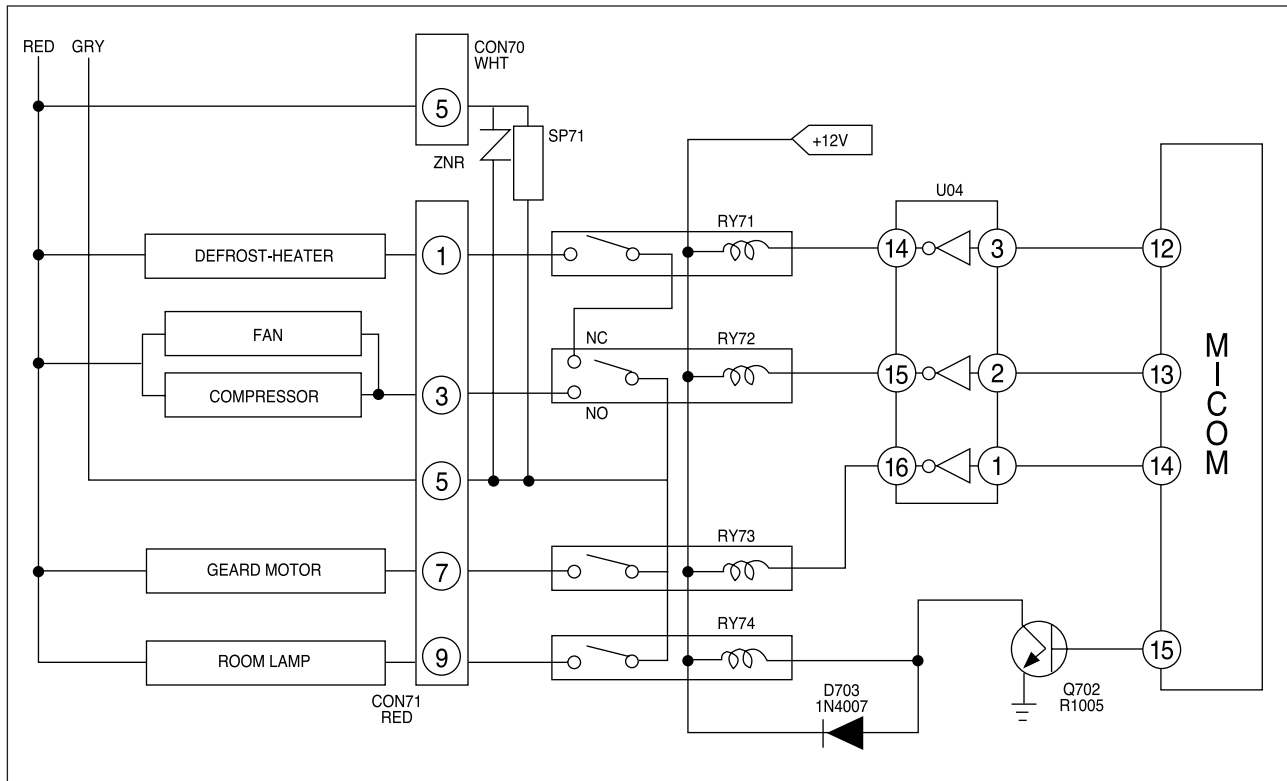 RED GRY
CON70
WHT
5
SP71
ZNR
+12V
U04
MICOM
RY71
DEFROST-HEATER
1
14
3
12
FAN
NC
RY72
COMPRESSOR
3
NO
15
2
13
5
16
1
14
RY73
GEARD MOTOR
7
RY74
ROOM LAMP
9
15
CON71
RED
D703
1N4007
Q702
R1005